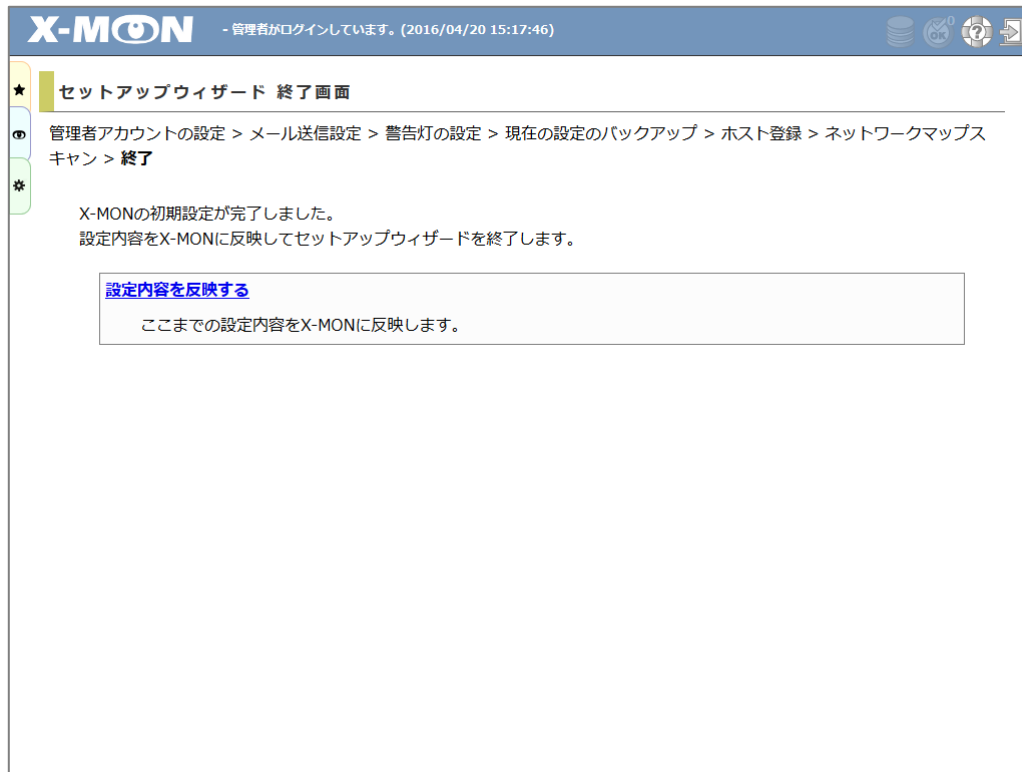 X-MON - 管理者がログインしています。(2016/04/20 15:17:46)
OK 0 ?
セットアップウィザード 終了画面
管理者アカウントの設定 > メール送信設定 > 警告灯の設定 > 現在の設定のバックアップ > ホスト登録 > ネットワークマップス
キャン > 終了
X-MONの初期設定が完了しました。
設定内容をX-MONに反映してセットアップウィザードを終了します。
設定内容を反映する
ここまでの設定内容をX-MONに反映します。